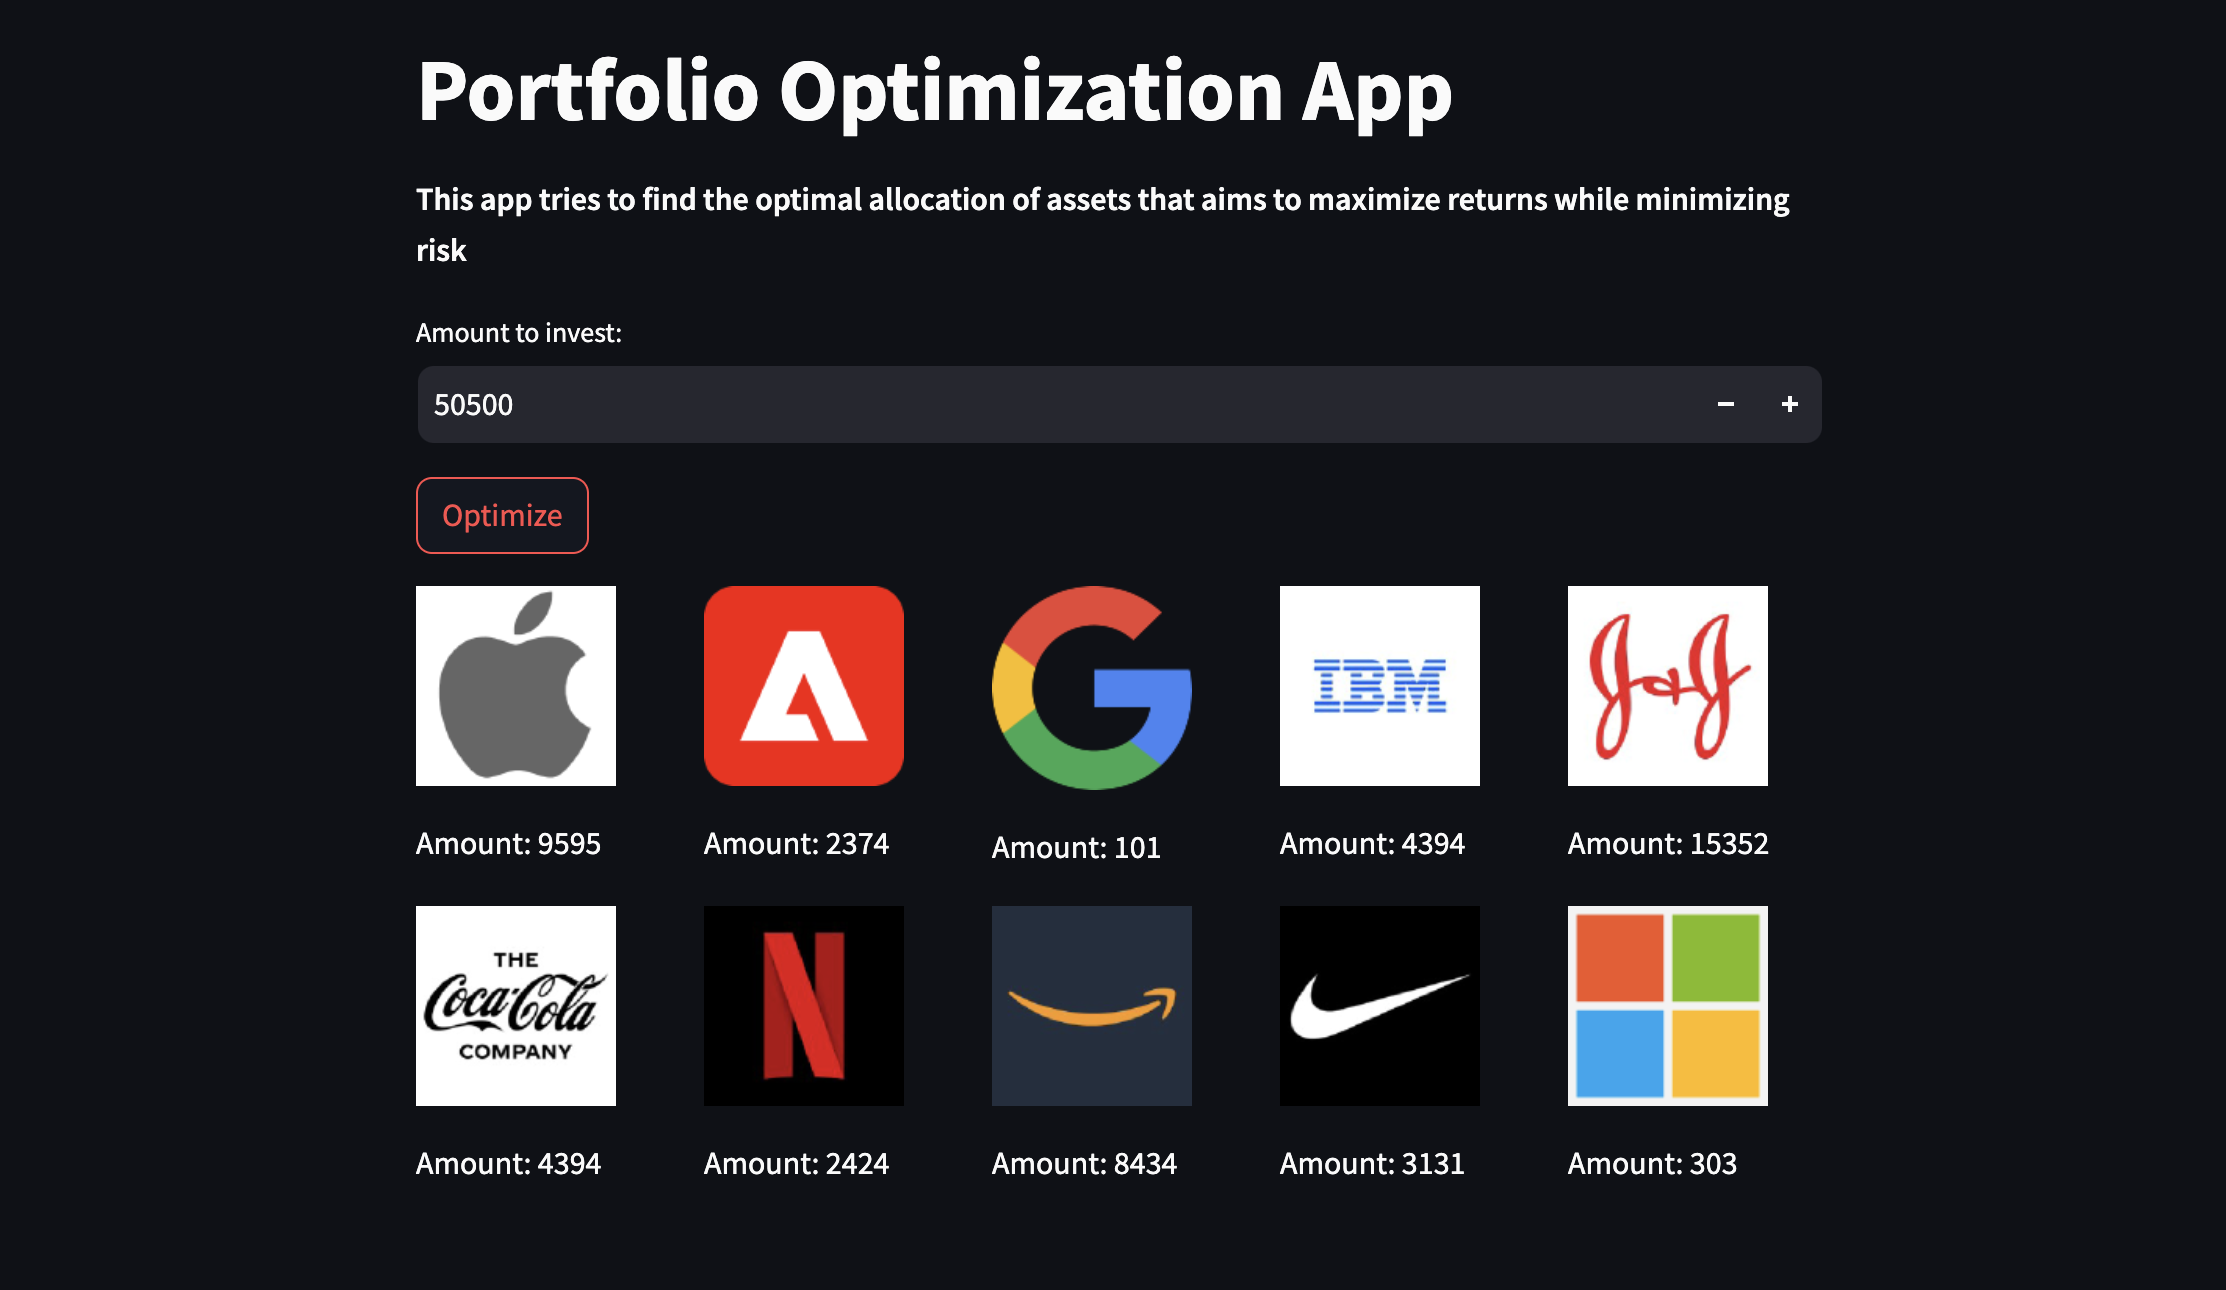 Portfolio Optimization App
This app tries to find the optimal allocation of assets that aims to maximize returns while minimizing
risk
Amount to invest:
50500
Optimize
IBM
J&J
Amount: 9595
Amount: 2374
Amount: 101
Amount: 4394
Amount: 15352
THE
Coca-Cola
COMPANY
N
Amount: 4394
Amount: 2424
Amount: 8434
Amount: 3131
Amount: 303